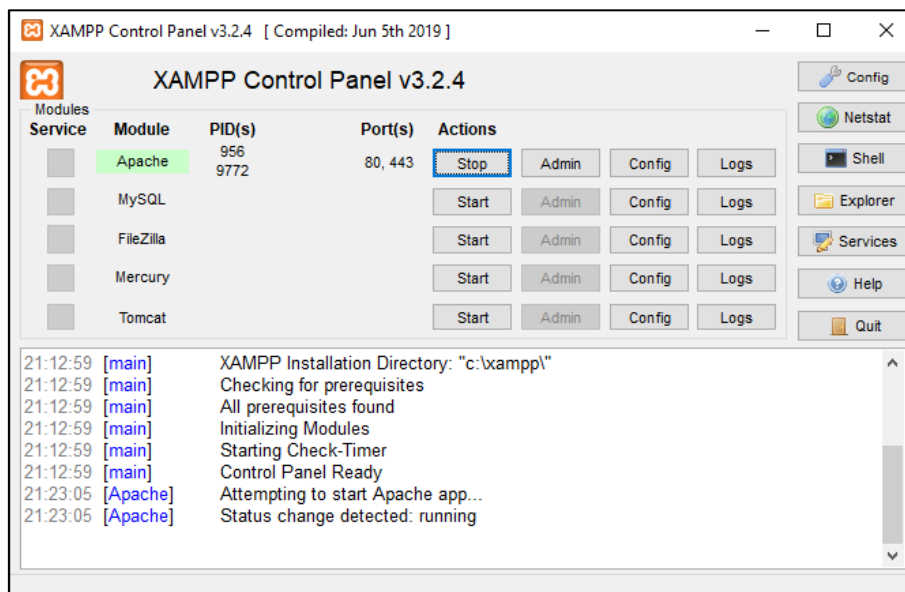 XAMPP Control Panel v3.2.4 [ Compiled: Jun 5th 2019 ]
XAMPP Control Panel v3.2.4
Config
Modules
Service Module PID(s) Port(s) Actions
Netstat
Apache 956 80, 443 Stop Admin Config Logs
9772
Shell
MySQL Start Admin Config Logs
Explorer
FileZilla Start Admin Config Logs
Services
Mercury Start Admin Config Logs
Help
Tomcat Start Admin Config Logs
Quit
21:12:59 [main] XAMPP Installation Directory: "c:\xampp\"
21:12:59 [main] Checking for prerequisites
21:12:59 [main] All prerequisites found
21:12:59 [main] Initializing Modules
21:12:59 [main] Starting Check-Timer
21:12:59 [main] Control Panel Ready
21:23:05 [Apache] Attempting to start Apache app...
21:23:05 [Apache] Status change detected: running